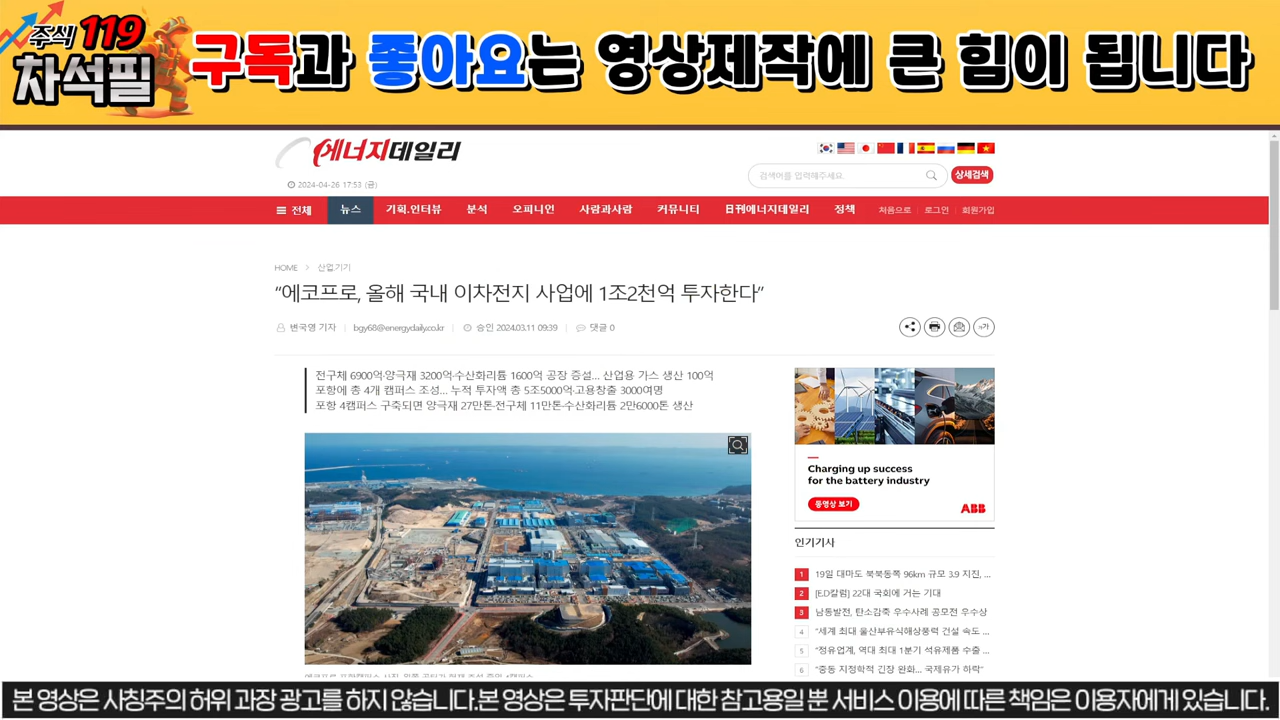 주식 119
차석필
구독과 좋아요는 영상제작에 큰 힘이 됩니다
에너지데일리
2024-04-26 17:53 (금)
검색어를 입력해주세요.
상세검색
전체 뉴스 기획.인터뷰 분석 오피니언 사람과사람 커뮤니티 日刊에너지데일리 정책 처음으로 로그인 회원가입
HOME > 산업.기기
“에코프로, 올해 국내 이차전지 사업에 1조2천억 투자한다”
변국영 기자 bgy68@energydaily.co.kr 승인 2024.03.11 09:39 댓글 0
가
전구체 6900억·양극재 3200억·수산화리튬 1600억 공장 증설... 산업용 가스 생산 100억
포항에 총 4개 캠퍼스 조성... 누적 투자액 총 5조5000억·고용창출 3000여명
포항 4캠퍼스 구축되면 양극재 27만톤·전구체 11만톤·수산화리튬 2만6000톤 생산
Charging up success
for the battery industry
동영상 보기
ABB
인기기사
1 19일 대마도 북북동쪽 96km 규모 3.9 지진, ...
2 [E.D칼럼] 22대 국회에 거는 기대
3 남동발전, 탄소감축 우수사례 공모전 우수상
4 “세계 최대 울산부유식해상풍력 건설 속도 ...
5 “정유업계, 역대 최대 1분기 석유제품 수출 ...
6 “중동 지정학적 긴장 완화... 국제유가 하락”
본 영상은 사칭주의 허위 과장 광고를 하지 않습니다.본 영상은 투자판단에 대한 참고용일 뿐 서비스 이용에 따른 책임은 이용자에게 있습니다.